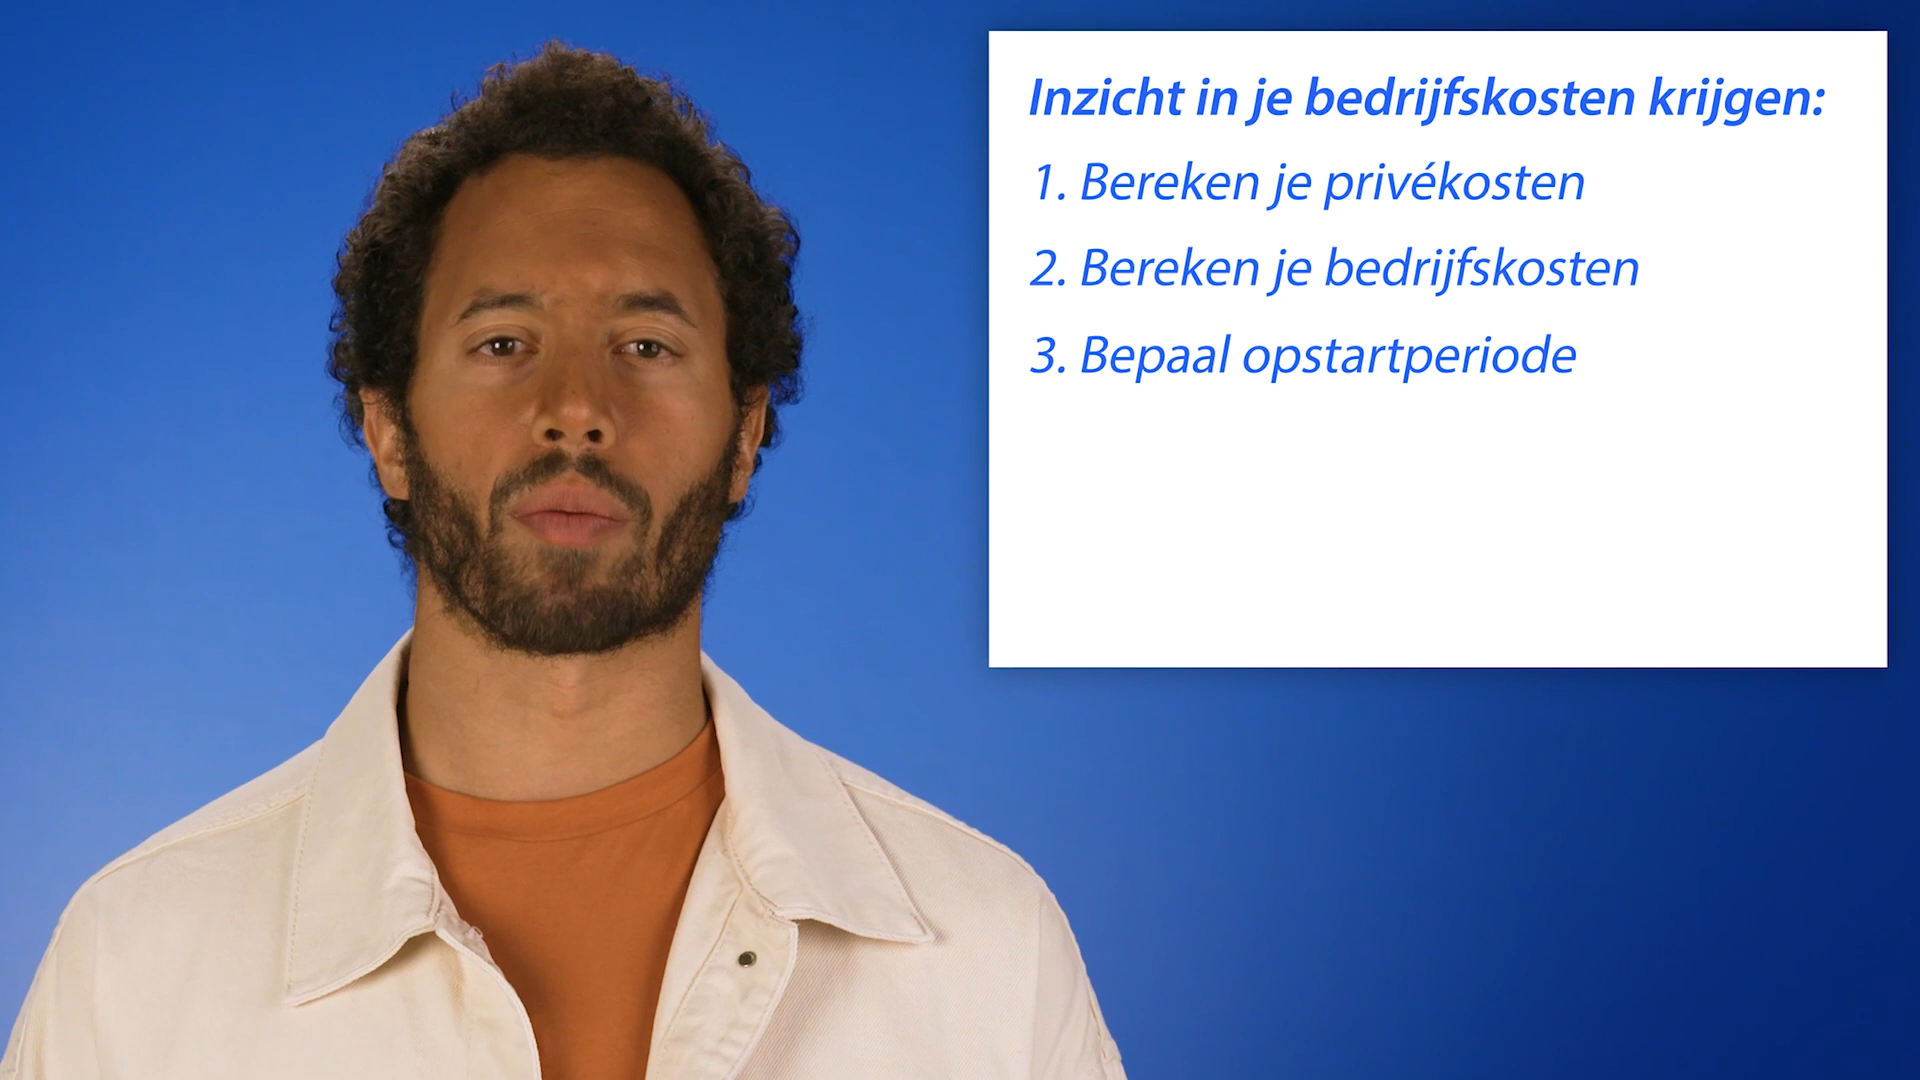 Inzicht in je bedrijfskosten krijgen:
1. Bereken je privékosten
2. Bereken je bedrijfskosten
3. Bepaal opstartperiode